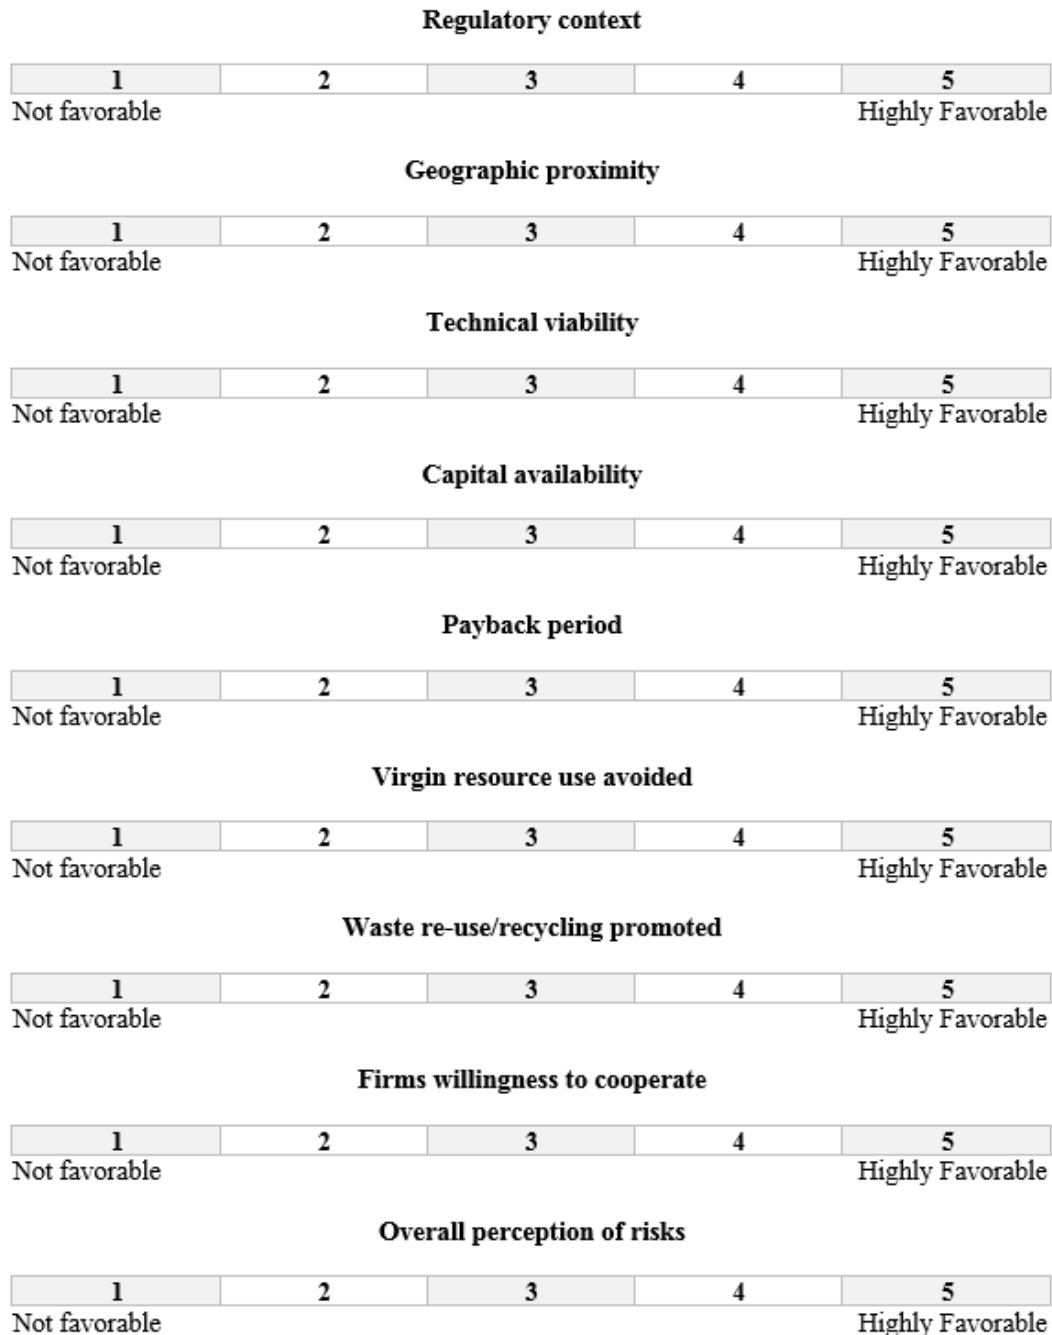 Regulatory context
1 2 3 4 5
Not favorable Highly Favorable
Geographic proximity
1 2 3 4 5
Not favorable Highly Favorable
Technical viability
1 2 3 4 5
Not favorable Highly Favorable
Capital availability
1 2 3 4 5
Not favorable Highly Favorable
Payback period
1 2 3 4 5
Not favorable Highly Favorable
Virgin resource use avoided
1 2 3 4 5
Not favorable Highly Favorable
Waste re-use/recycling promoted
1 2 3 4 5
Not favorable Highly Favorable
Firms willingness to cooperate
1 2 3 4 5
Not favorable Highly Favorable
Overall perception of risks
1 2 3 4 5
Not favorable Highly Favorable